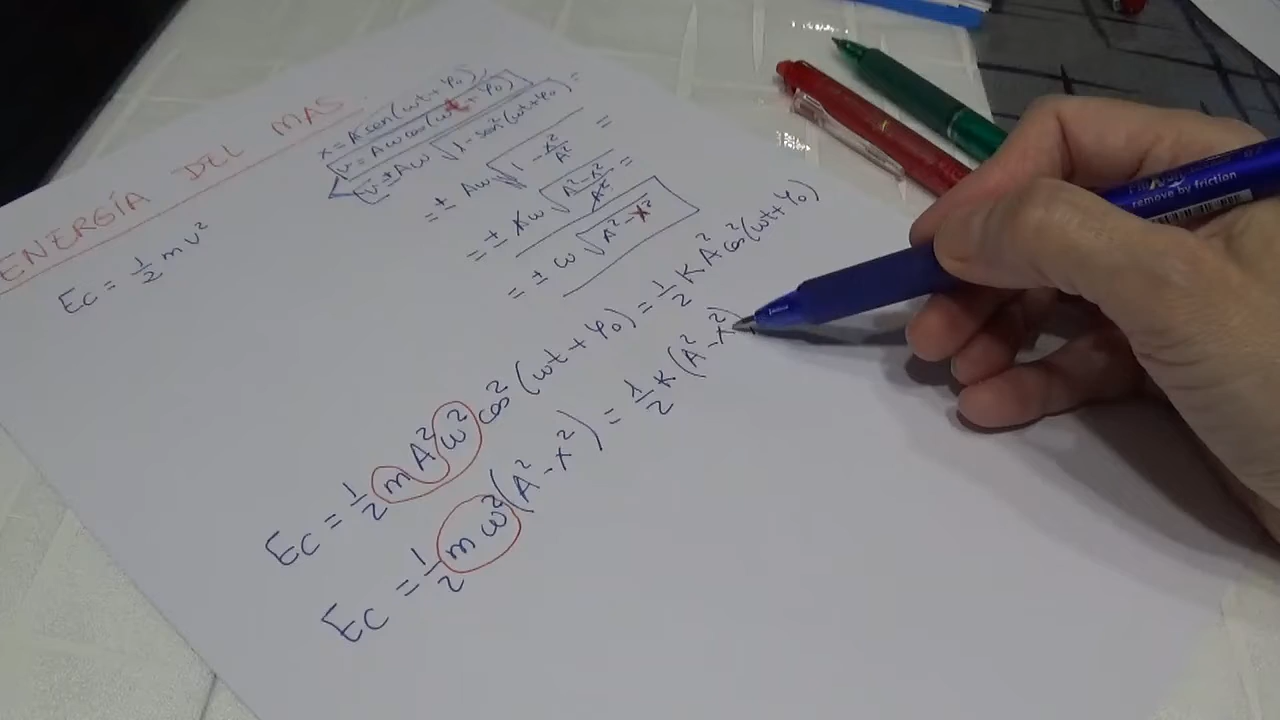 ENERGÍA DEL MAS.
Ec = 1/2 m v²
x = A sen(ωt + φ₀)
v = Aω cos(ωt + φ₀)
v = ± Aω √(1 - sen²(ωt + φ₀)) =
= ± Aω √(1 - x²/A²) =
= ± A ω √((A² - x²)/A²) =
= ± ω √(A² - x²)
Ec = 1/2 m A² ω² cos²(ωt + φ₀) = 1/2 K A² cos²(ωt + φ₀)
Ec = 1/2 m ω² (A² - x²) = 1/2 K (A² - x²)
remove by friction